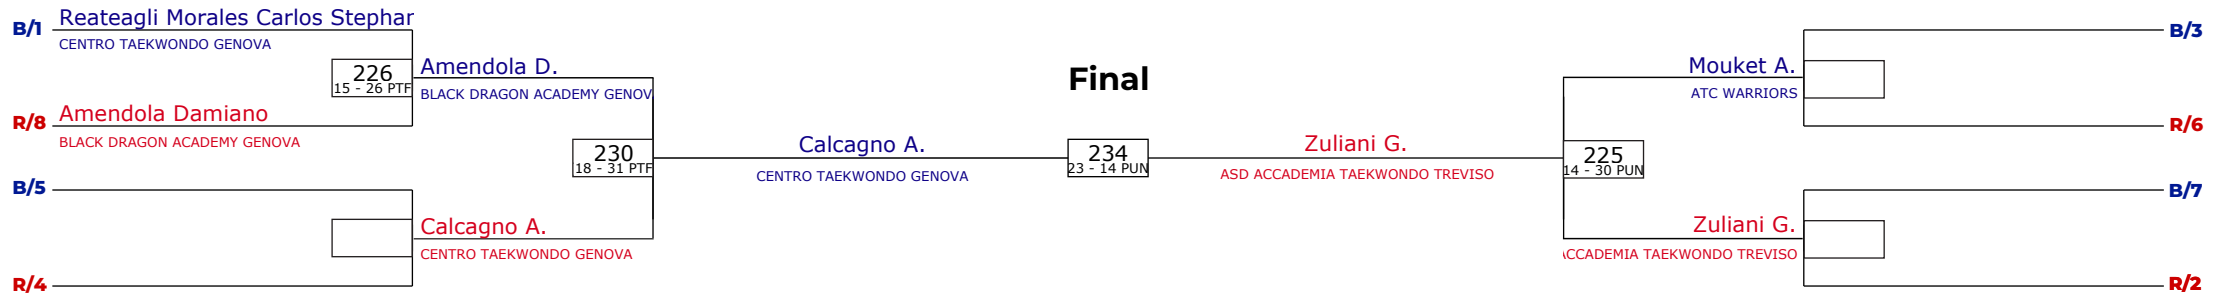 B/1 Reateagli Morales Carlos Stephar
CENTRO TAEKWONDO GENOVA
226
15 - 26 PTF
R/8 Amendola Damiano
BLACK DRAGON ACADEMY GENOVA
Amendola D.
BLACK DRAGON ACADEMY GENOV
230
18 - 31 PTF
B/5
R/4
Calcagno A.
CENTRO TAEKWONDO GENOVA
Final
Calcagno A.
CENTRO TAEKWONDO GENOVA
234
23 - 14 PUN
Zuliani G.
ASD ACCADEMIA TAEKWONDO TREVISO
Mouket A.
ATC WARRIORS
225
14 - 30 PUN
Zuliani G.
ACCADEMIA TAEKWONDO TREVISO
B/3
R/6
B/7
R/2